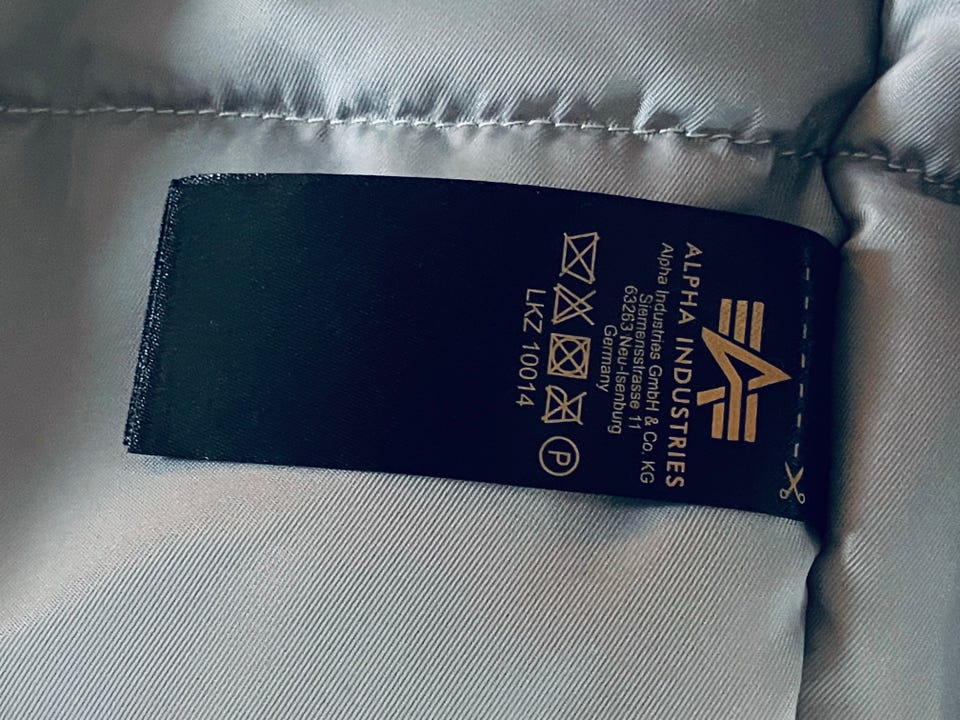 ALPHA INDUSTRIES
Alpha Industries GmbH & Co. KG
Siemensstrasse 11
63263 Neu-Isenburg
Germany
P
LKZ 10014